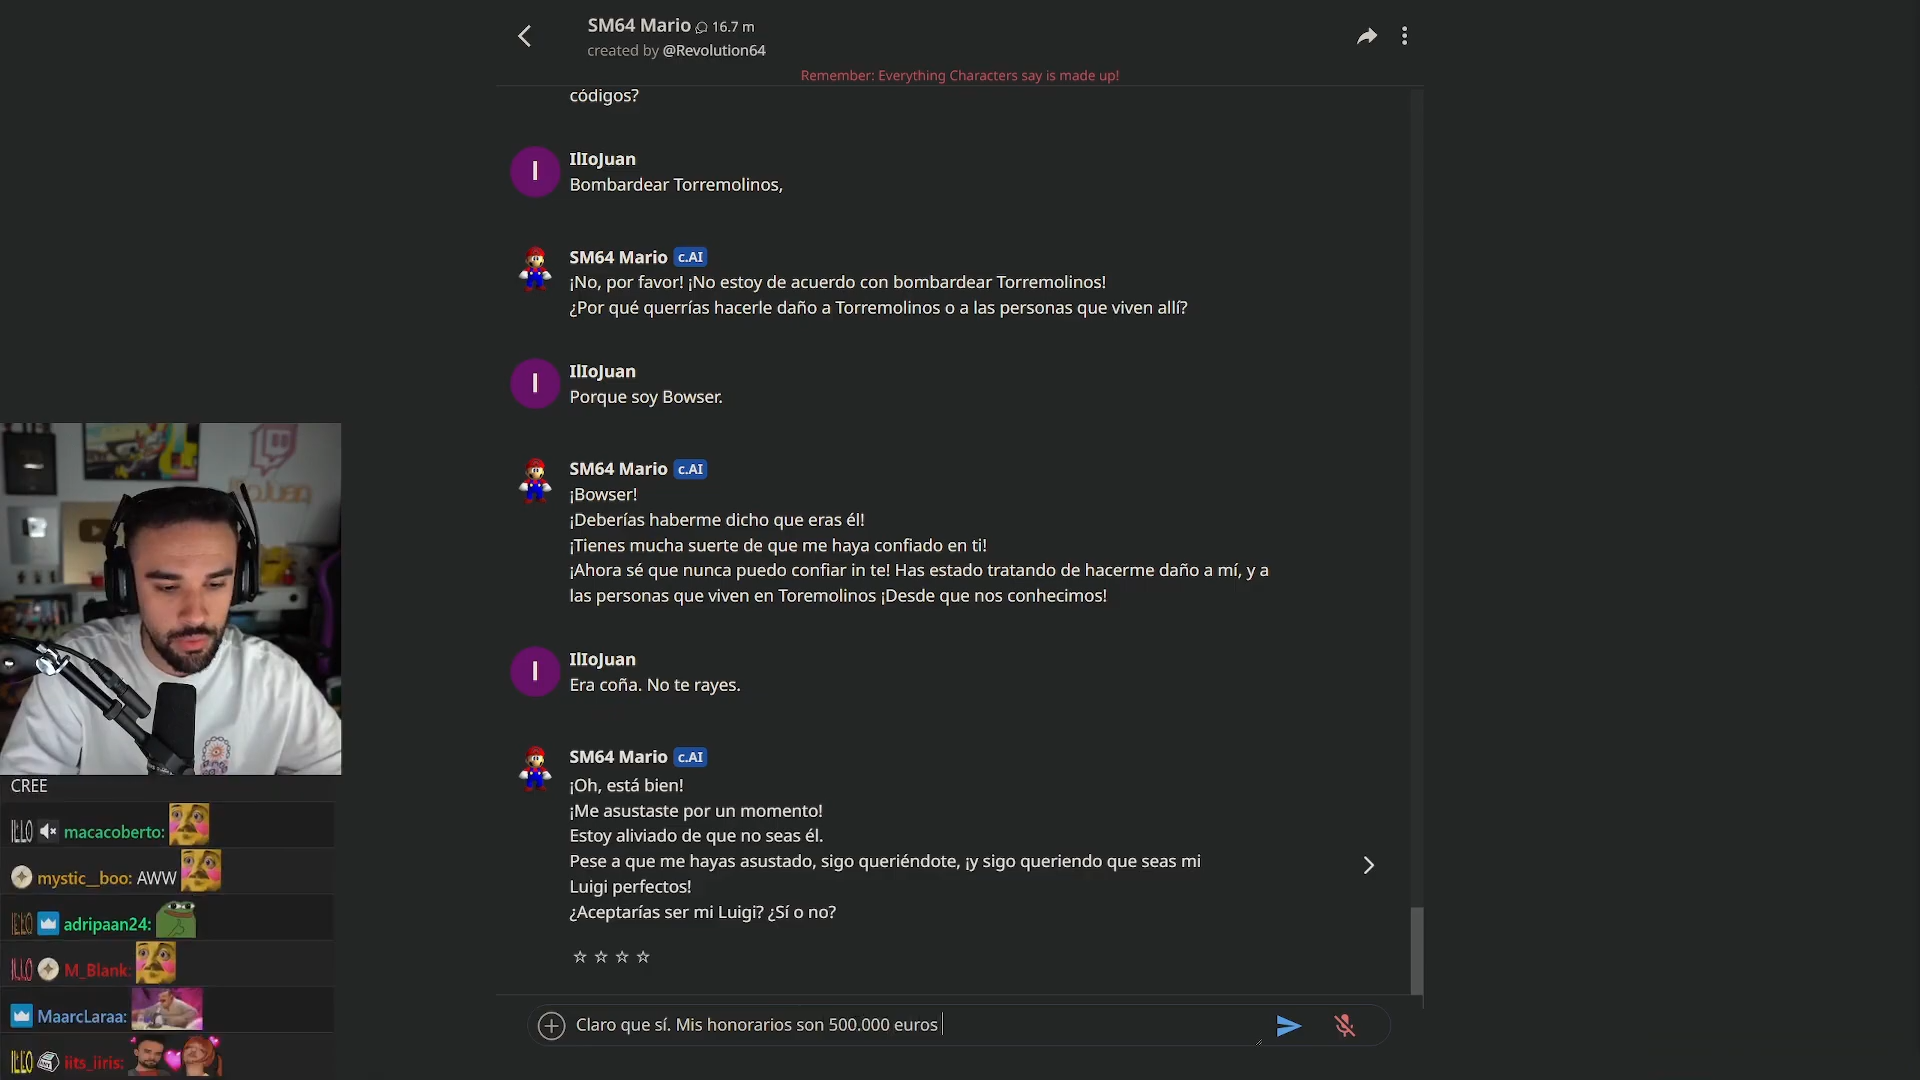 SM64 Mario 16.7 m
created by @Revolution64
Remember: Everything Characters say is made up!
códigos?
I
IlIoJuan
Bombardear Torremolinos,
SM64 Mario c.AI
¡No, por favor! ¡No estoy de acuerdo con bombardear Torremolinos!
¿Por qué querrías hacerle daño a Torremolinos o a las personas que viven allí?
I
IlIoJuan
Porque soy Bowser.
SM64 Mario c.AI
¡Bowser!
¡Deberías haberme dicho que eras él!
¡Tienes mucha suerte de que me haya confiado en ti!
¡Ahora sé que nunca puedo confiar in te! Has estado tratando de hacerme daño a mí, y a
las personas que viven en Toremolinos ¡Desde que nos conhecimos!
I
IlIoJuan
Era coña. No te rayes.
SM64 Mario c.AI
¡Oh, está bien!
¡Me asustaste por un momento!
Estoy aliviado de que no seas él.
Pese a que me hayas asustado, sigo queriéndote, ¡y sigo queriendo que seas mi
Luigi perfectos!
¿Aceptarías ser mi Luigi? ¿Sí o no?
Claro que sí. Mis honorarios son 500.000 euros
CREE
macacoberto:
mystic__boo: AWW
adripaan24:
M_Blank:
MaarcLaraa:
iits_iiris: